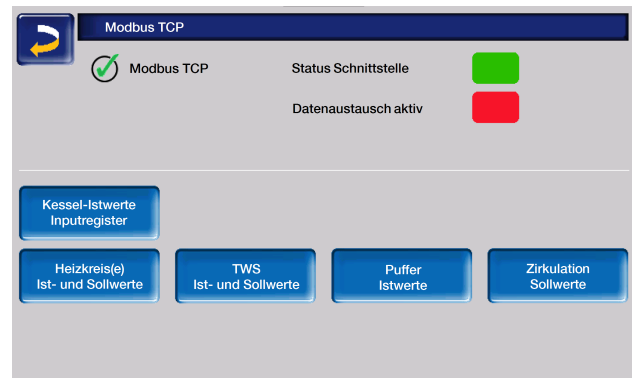 Modbus TCP
Modbus TCP
Status Schnittstelle
Datenaustausch aktiv
Kessel-Istwerte
Inputregister
Heizkreis(e)
Ist- und Sollwerte
TWS
Ist- und Sollwerte
Puffer
Istwerte
Zirkulation
Sollwerte